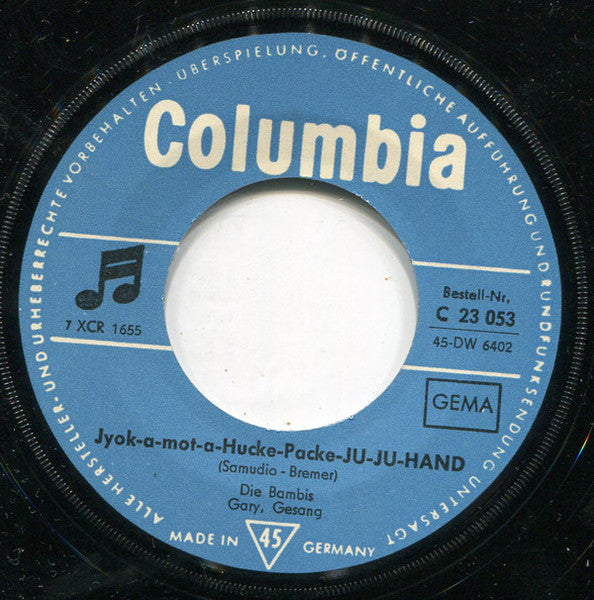 ALLE HERSTELLER- UND URHEBERRECHTE VORBEHALTEN. ÜBERSPIELUNG, ÖFFENTLICHE AUFFÜHRUNG UND RUNDFUNKSENDUNG UNTERSAGT
Columbia
7 XCR 1655
Bestell-Nr.
C 23 053
45-DW 6402
GEMA
Jyok-a-mot-a-Hucke-Packe-JU-JU-HAND
(Samudio - Bremer)
Die Bambis
Gary, Gesang
MADE IN 45 GERMANY